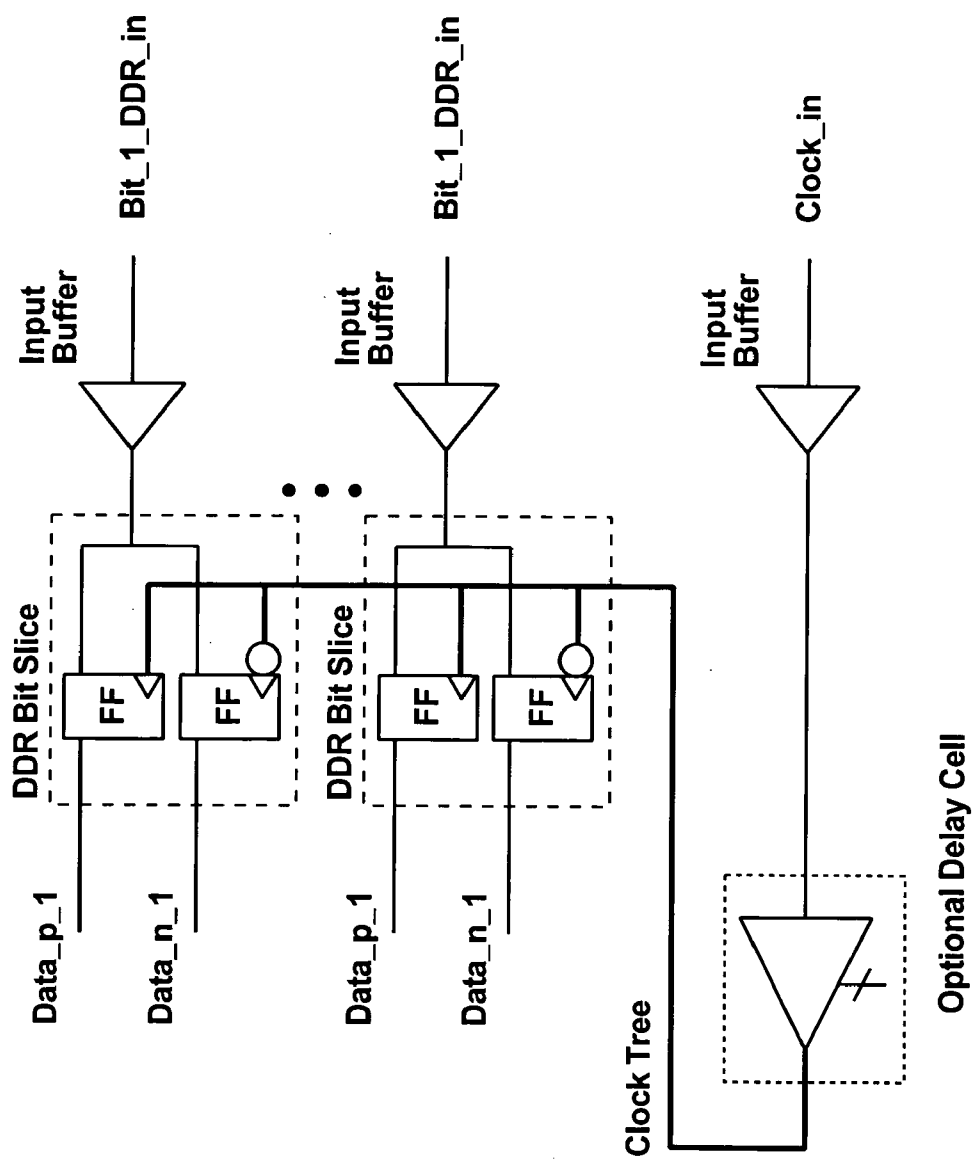 Bit_1_DDR_in
Bit_1_DDR_in
Clock_in
Input
Buffer
Input
Buffer
Input
Buffer
DDR Bit Slice
FF
FF
DDR Bit Slice
FF
FF
Data_p_1
Data_n_1
Data_p_1
Data_n_1
Clock Tree
Optional Delay Cell